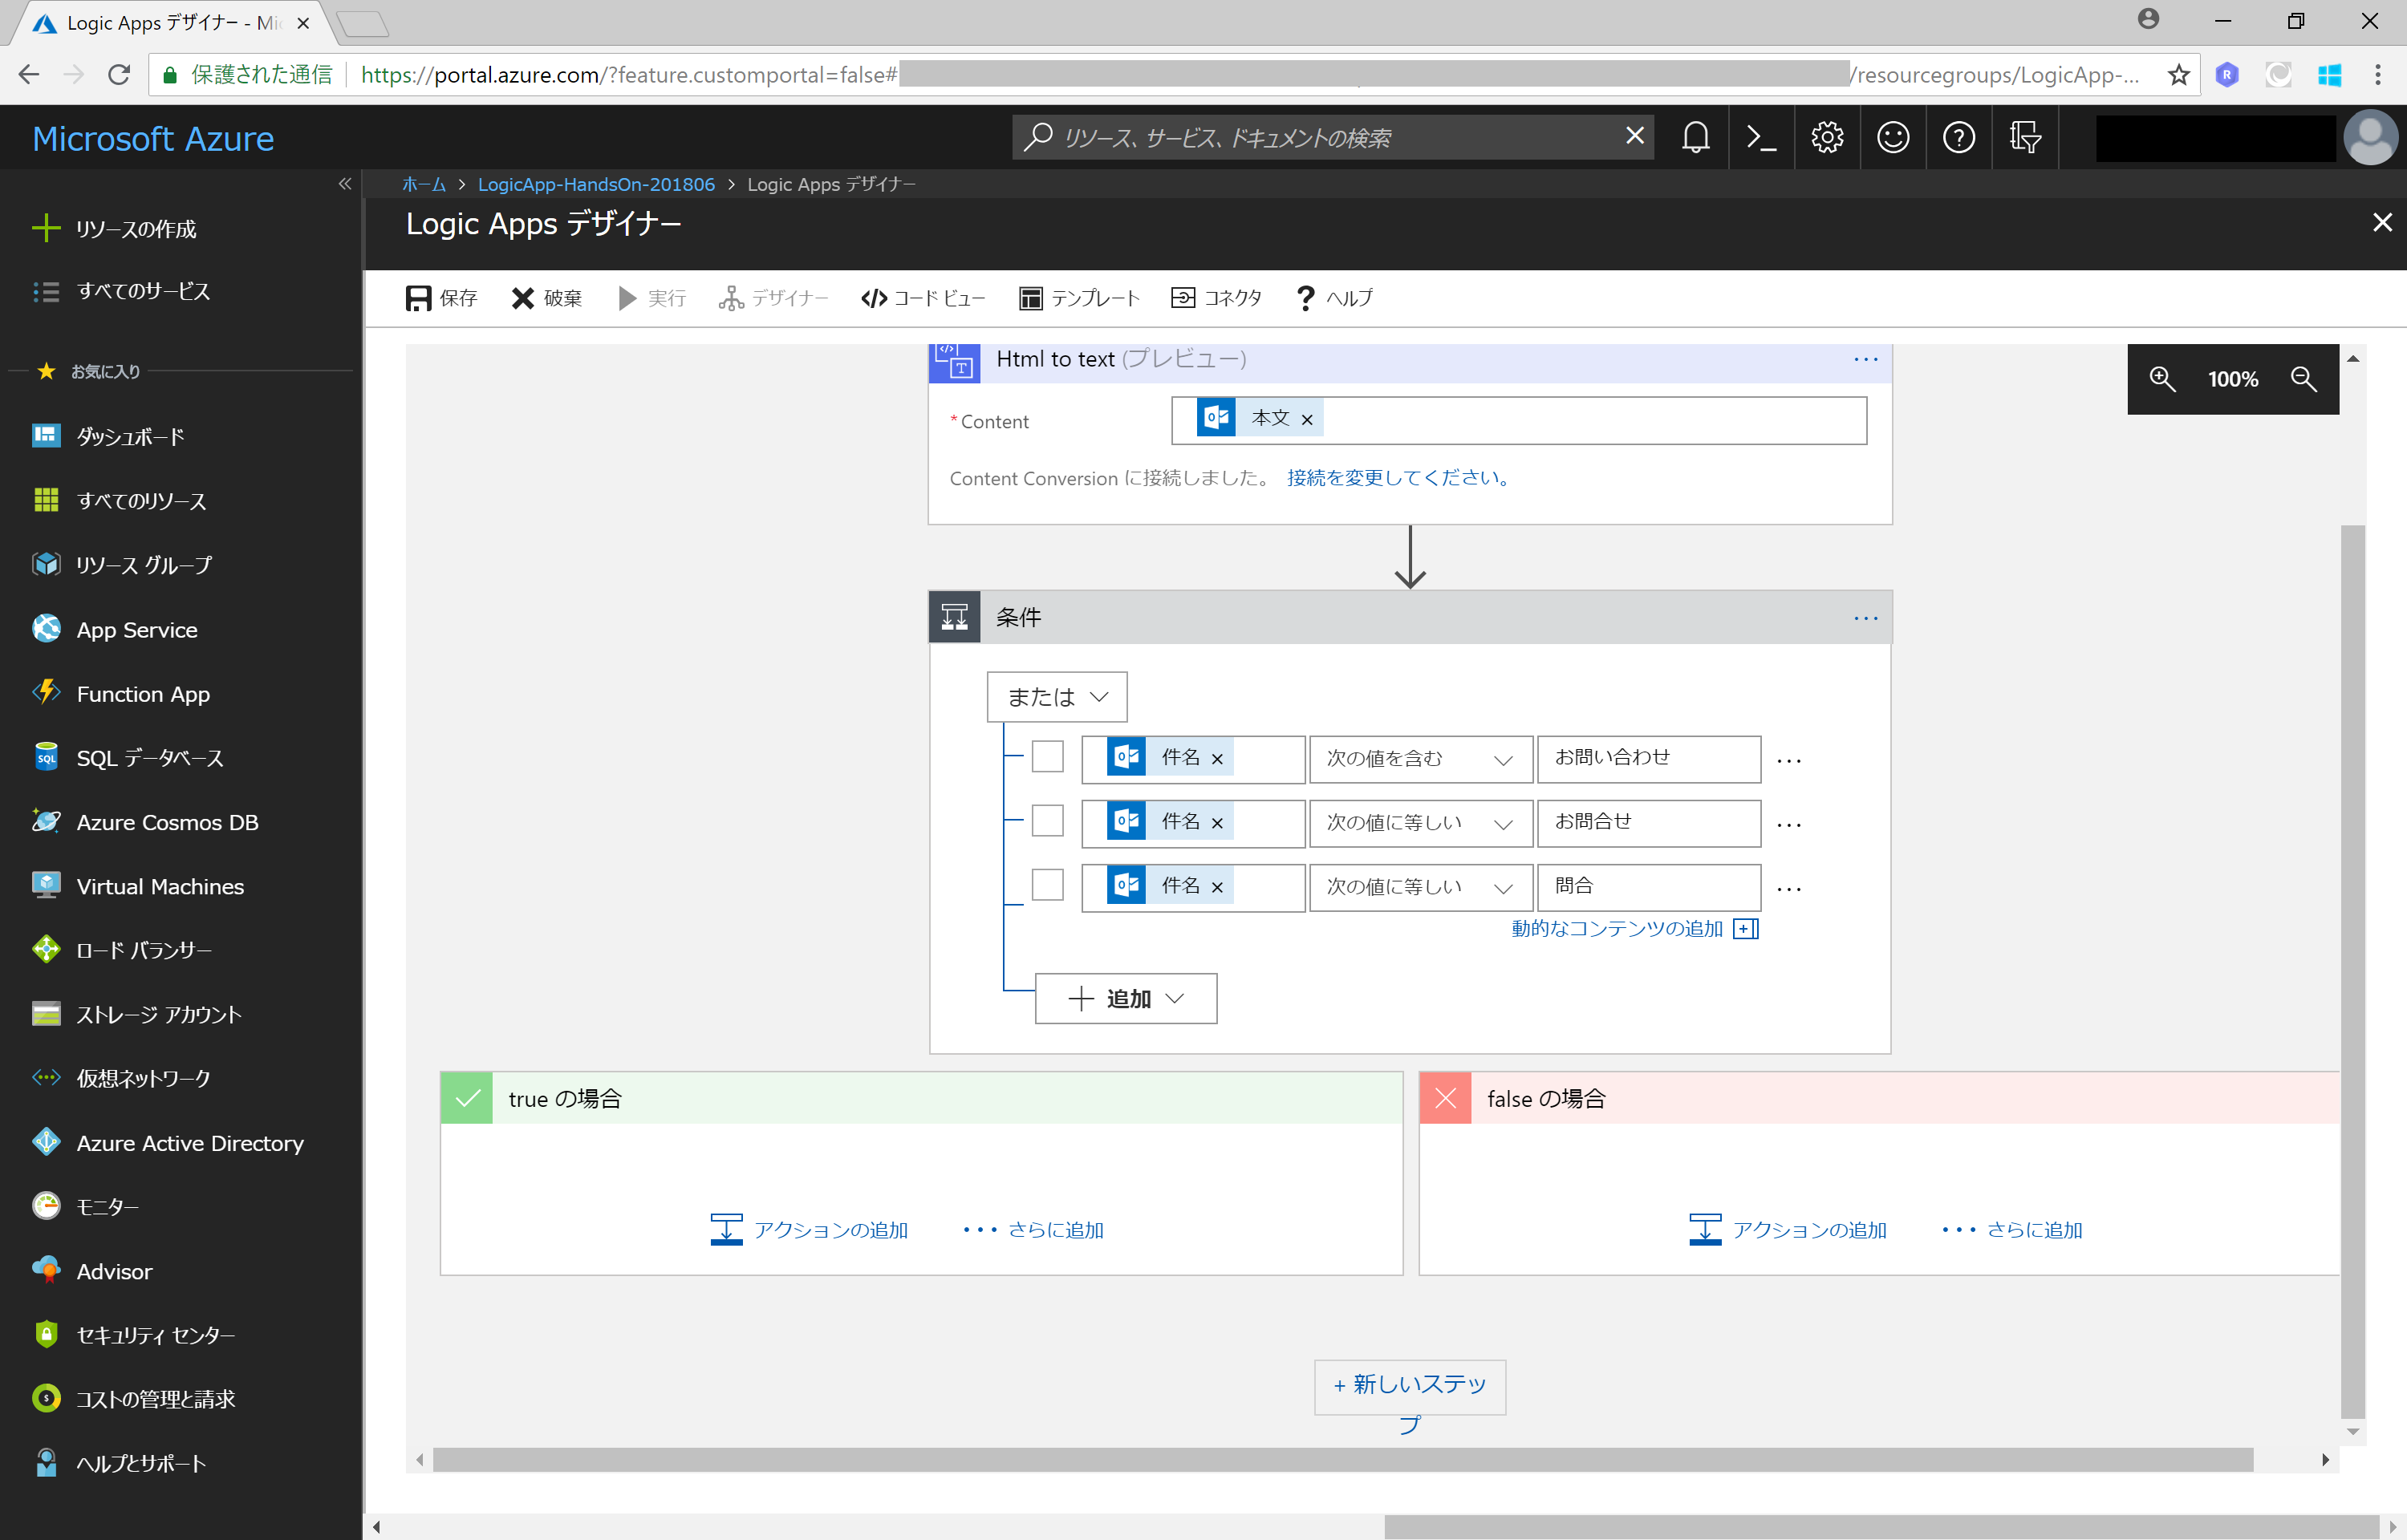 Logic Apps デザイナー - Mi
保護された通信
https://portal.azure.com/?feature.customportal=false#
/resourcegroups/LogicApp-...
Microsoft Azure
リソース、サービス、ドキュメントの検索
ホーム > LogicApp-HandsOn-201806 > Logic Apps デザイナー
Logic Apps デザイナー
リソースの作成
すべてのサービス
お気に入り
ダッシュボード
すべてのリソース
リソース グループ
App Service
Function App
SQL データベース
Azure Cosmos DB
Virtual Machines
ロード バランサー
ストレージ アカウント
仮想ネットワーク
Azure Active Directory
モニター
Advisor
セキュリティ センター
コストの管理と請求
ヘルプとサポート
保存 破棄 実行 デザイナー コード ビュー テンプレート コネクタ ヘルプ
100%
Html to text (プレビュー) ...
* Content 本文 ×
Content Conversion に接続しました。 接続を変更してください。
条件 ...
または
件名 × 次の値を含む お問い合わせ ...
件名 × 次の値に等しい お問合せ ...
件名 × 次の値に等しい 問合 ...
動的なコンテンツの追加
+ 追加
true の場合
アクションの追加 ... さらに追加
false の場合
アクションの追加 ... さらに追加
+ 新しいステッ
プ